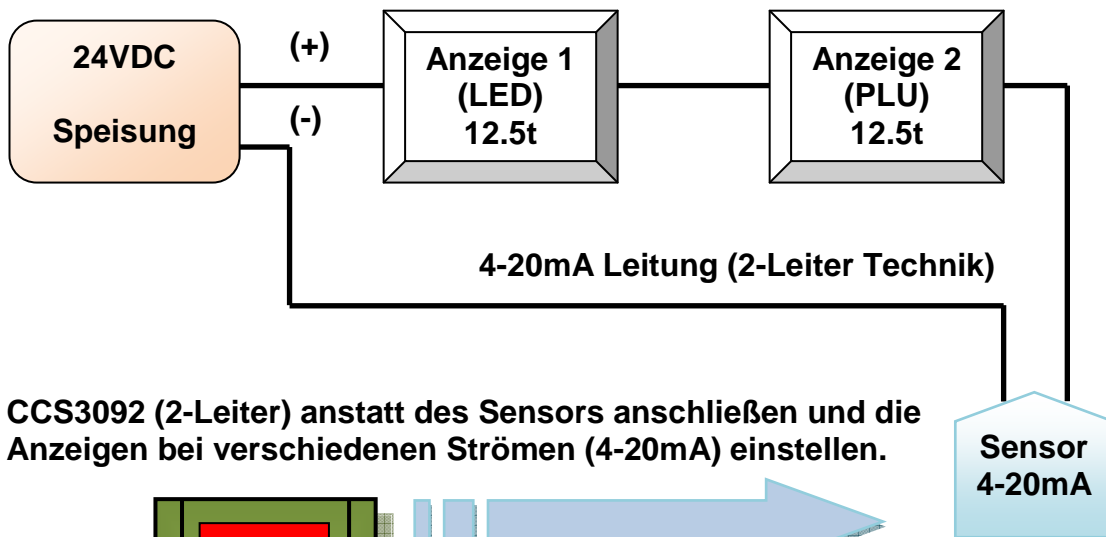 24VDC
Speisung
(+)
(-)
Anzeige 1
(LED)
12.5t
Anzeige 2
(PLU)
12.5t
4-20mA Leitung (2-Leiter Technik)
CCS3092 (2-Leiter) anstatt des Sensors anschließen und die
Anzeigen bei verschiedenen Strömen (4-20mA) einstellen.
Sensor
4-20mA